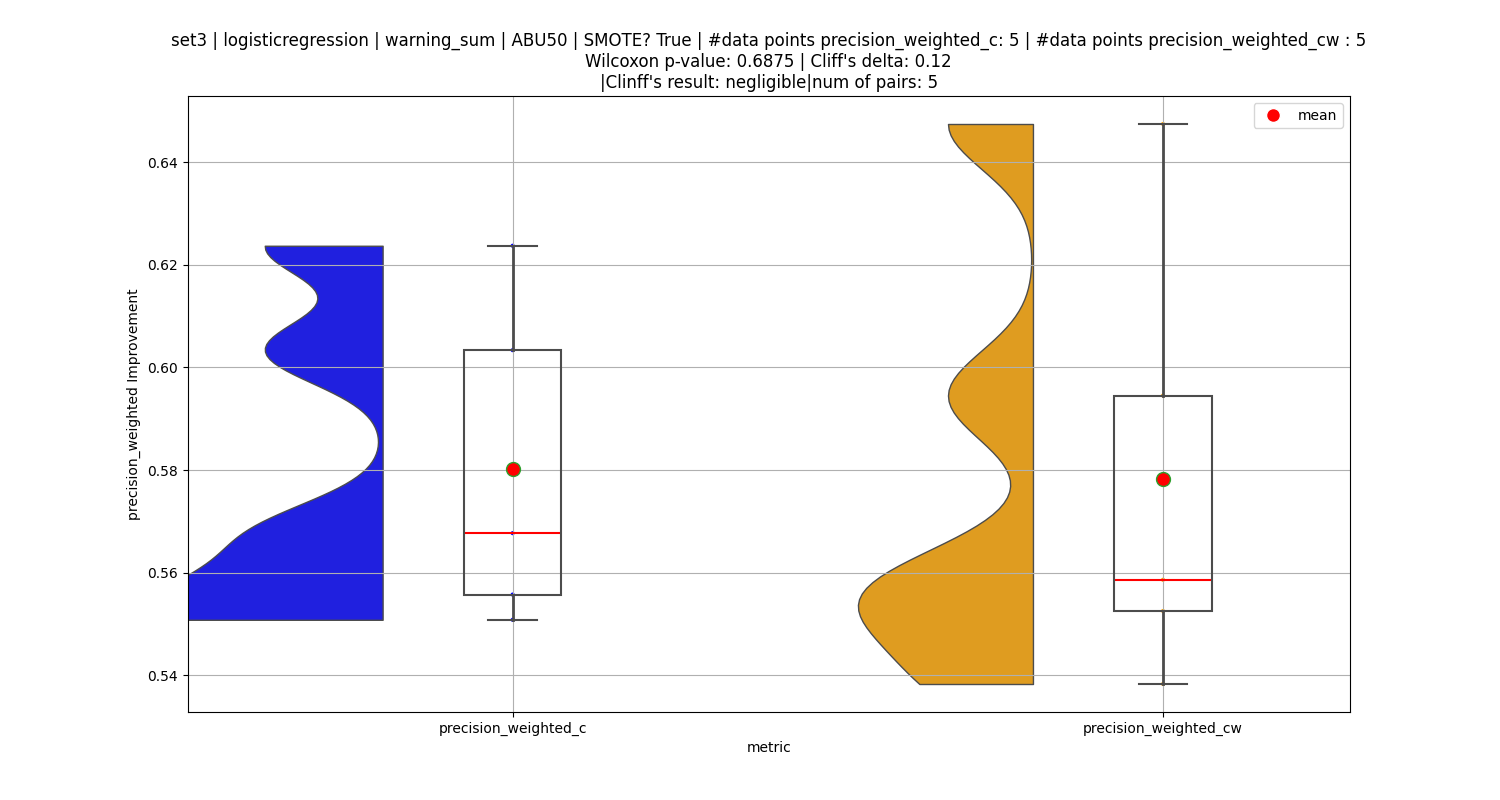 set3 | logisticregression | warning_sum | ABU50 | SMOTE? True | #data points precision_weighted_c: 5 | #data points precision_weighted_cw : 5
Wilcoxon p-value: 0.6875 | Cliff's delta: 0.12
|Clinff's result: negligible|num of pairs: 5
mean
0.64
0.62
0.60
0.58
0.56
0.54
precision_weighted Improvement
precision_weighted_c
precision_weighted_cw
metric